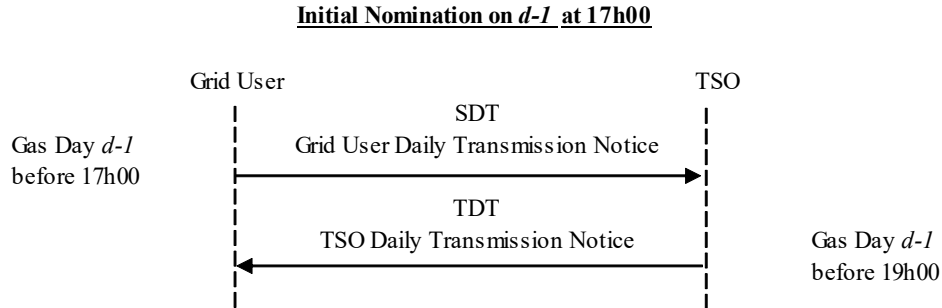 Initial Nomination on d-1 at 17h00
Grid User
TSO
SDT
Grid User Daily Transmission Notice
Gas Day d-1
before 17h00
TDT
TSO Daily Transmission Notice
Gas Day d-1
before 19h00